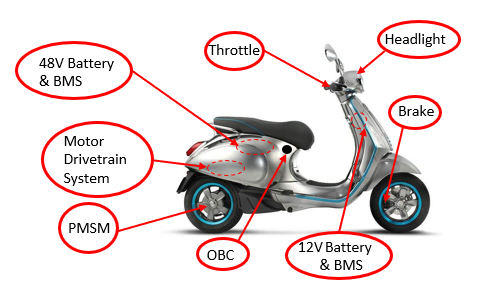 Throttle
Headlight
48V Battery
& BMS
Brake
Motor
Drivetrain
System
PMSM
OBC
12V Battery
& BMS